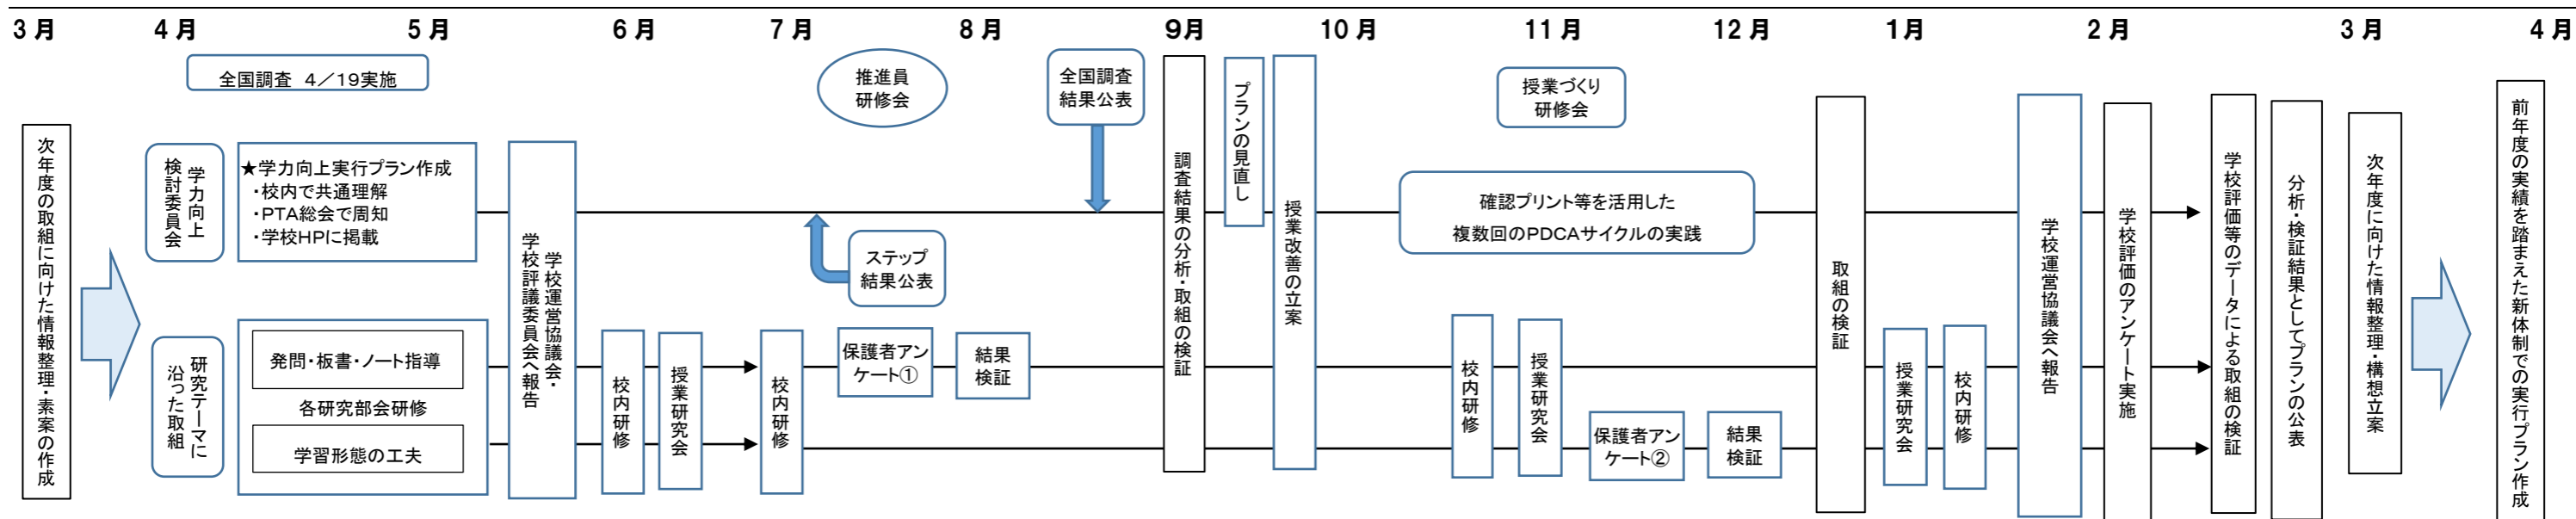 3月 4月 5月 6月 7月 8月 9月 10月 11月 12月 1月 2月 3月 4月
次年度の取組に向けた情報整理・素案の作成
全国調査 4/19実施
学力向上
検討委員会
★学力向上実行プラン作成
・校内で共通理解
・PTA総会で周知
・学校HPに掲載
研究テーマに
沿った取組
発問・板書・ノート指導
各研究部会研修
学習形態の工夫
学校運営協議会・
学校評議委員会へ報告
校内研修
授業研究会
校内研修
推進員
研修会
ステップ
結果公表
保護者アン
ケート①
結果
検証
全国調査
結果公表
調査結果の分析・取組の検証
プランの見直し
授業改善の立案
授業づくり
研修会
確認プリント等を活用した
複数回のPDCAサイクルの実践
校内研修
授業研究会
保護者アン
ケート②
結果
検証
取組の検証
授業研究会
校内研修
学校運営協議会へ報告
学校評価のアンケート実施
学校評価等のデータによる取組の検証
分析・検証結果としてプランの公表
次年度に向けた情報整理・構想立案
前年度の実績を踏まえた新体制での実行プラン作成